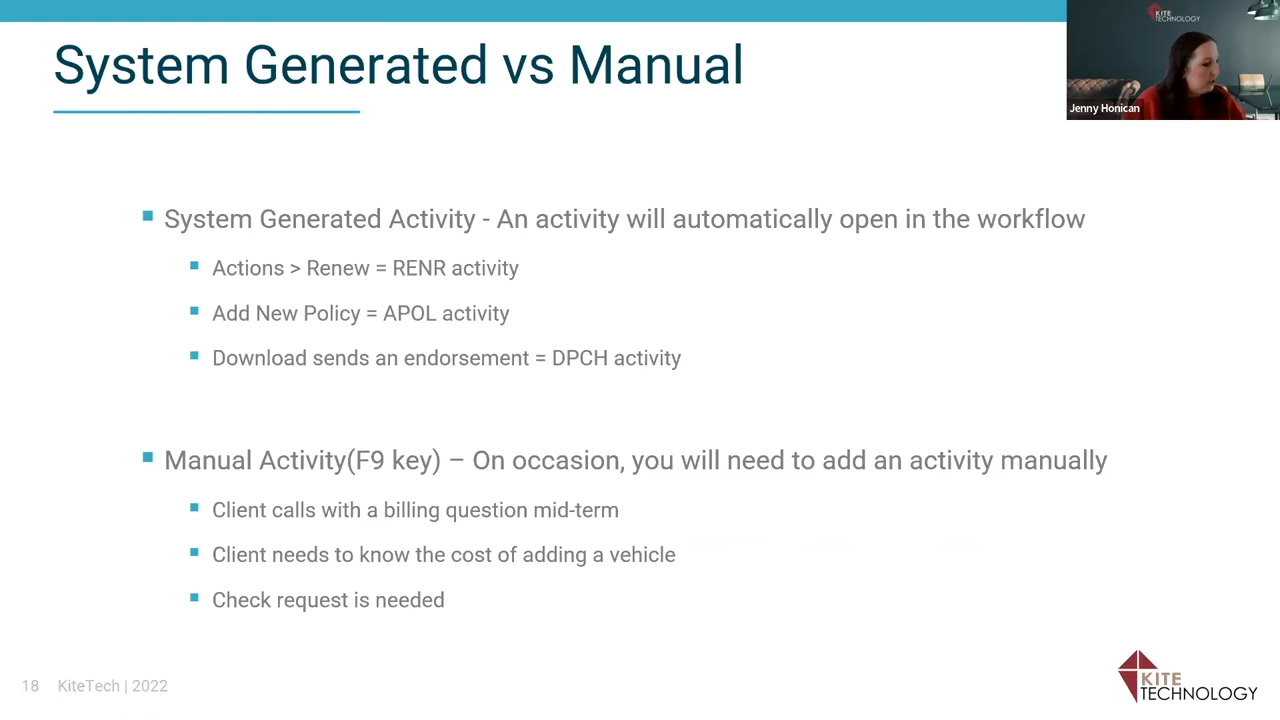 System Generated vs Manual
KITE
TECHNOLOGY
Jenny Honican
System Generated Activity - An activity will automatically open in the workflow
Actions > Renew = RENR activity
Add New Policy = APOL activity
Download sends an endorsement = DPCH activity
Manual Activity(F9 key) – On occasion, you will need to add an activity manually
Client calls with a billing question mid-term
Client needs to know the cost of adding a vehicle
Check request is needed
18 KiteTech | 2022
KITE
TECHNOLOGY